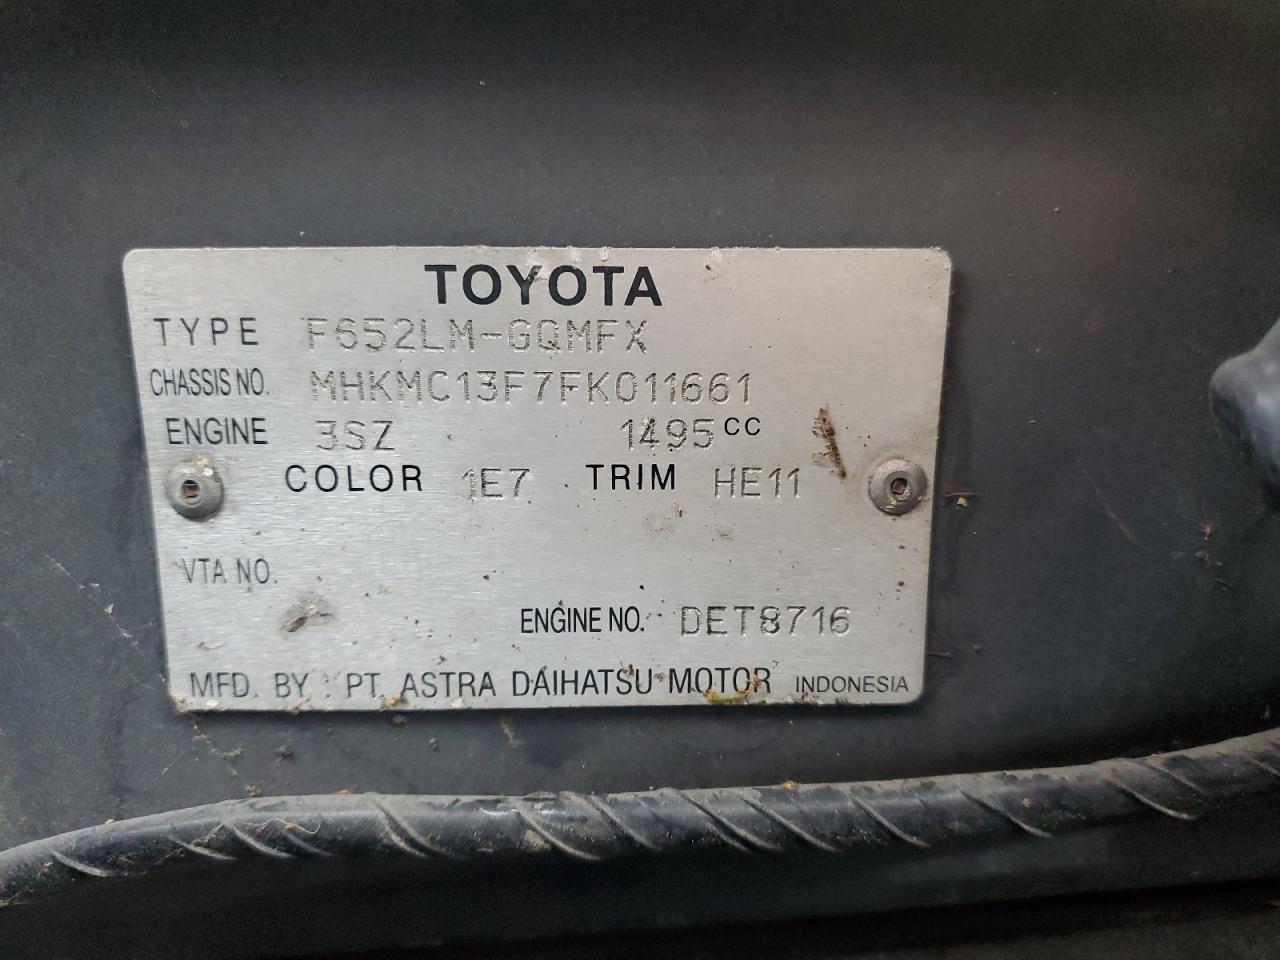 TOYOTA
TYPE F652LM-GQMFX
CHASSIS NO. MHKMC13F7FK011661
ENGINE 3SZ 1495 CC
COLOR 1E7 TRIM HE11
VTA NO.
ENGINE NO. DET8716
MFD. BY : PT. ASTRA DAIHATSU MOTOR INDONESIA